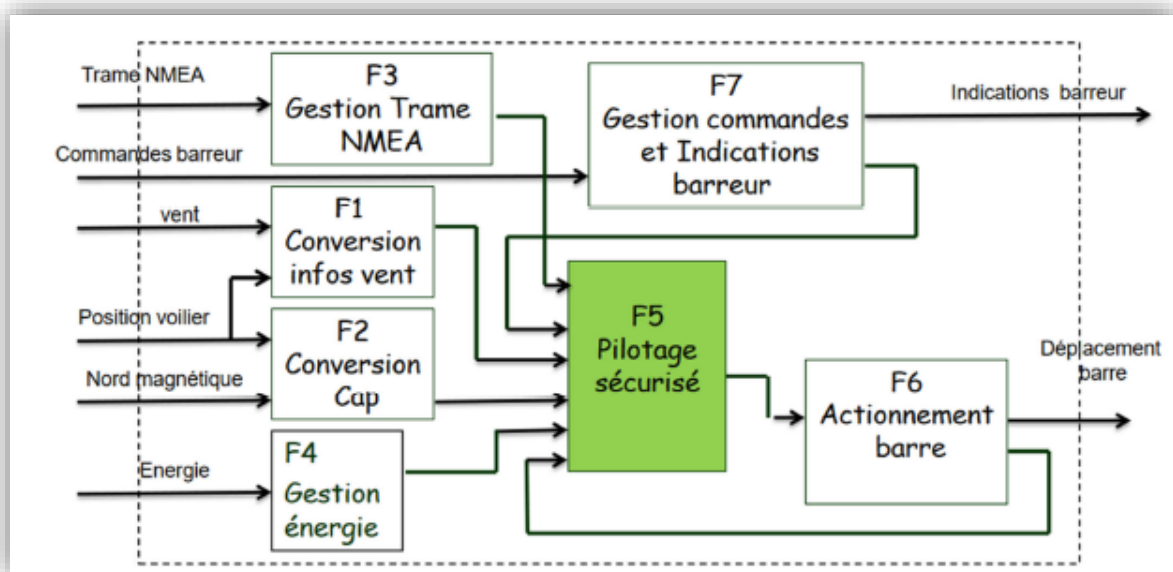 Trame NMEA
F3
Gestion Trame
NMEA
F7
Gestion commandes
et Indications
barreur
Indications barreur
Commandes barreur
vent
F1
Conversion
infos vent
Position voilier
F2
Conversion
Cap
Nord magnétique
F5
Pilotage
sécurisé
Déplacement
barre
F6
Actionnement
barre
Energie
F4
Gestion
énergie